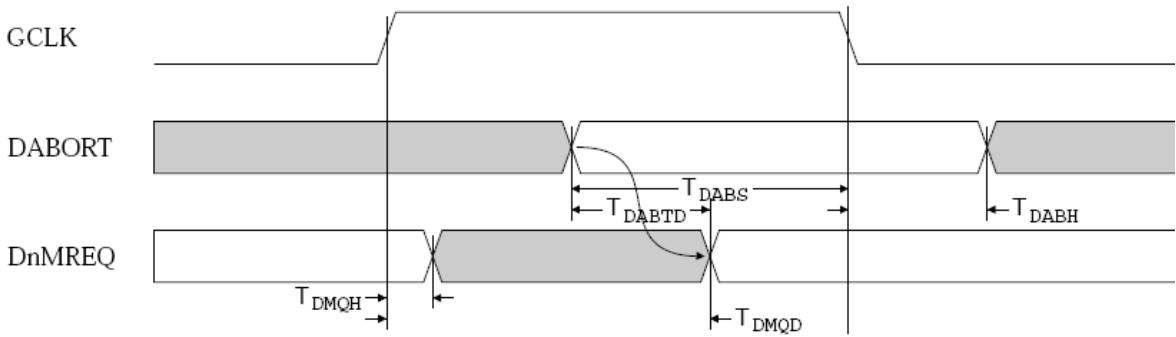 GCLK
DABORT
T_DABS
T_DABTD
T_DABH
DnMREQ
T_DMQH
T_DMQD